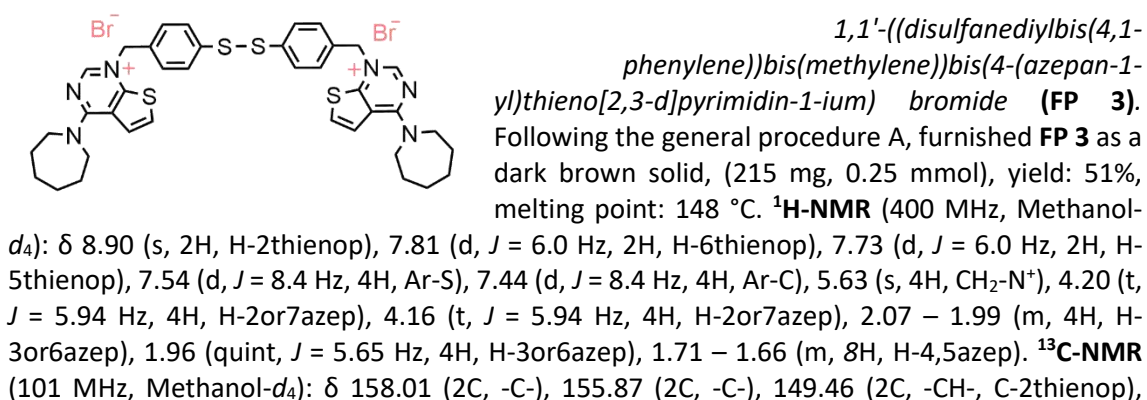 Br⁻ Br⁻
S S
N + + N
N S S N
N N
1,1'-((disulfanediylbis(4,1-
phenylene))bis(methylene))bis(4-(azepan-1-
yl)thieno[2,3-d]pyrimidin-1-ium) bromide (FP 3).
Following the general procedure A, furnished FP 3 as a
dark brown solid, (215 mg, 0.25 mmol), yield: 51%,
melting point: 148 °C. ¹H-NMR (400 MHz, Methanol-
d₄): δ 8.90 (s, 2H, H-2thienop), 7.81 (d, J = 6.0 Hz, 2H, H-6thienop), 7.73 (d, J = 6.0 Hz, 2H, H-
5thienop), 7.54 (d, J = 8.4 Hz, 4H, Ar-S), 7.44 (d, J = 8.4 Hz, 4H, Ar-C), 5.63 (s, 4H, CH₂-N⁺), 4.20 (t,
J = 5.94 Hz, 4H, H-2or7azep), 4.16 (t, J = 5.94 Hz, 4H, H-2or7azep), 2.07 – 1.99 (m, 4H, H-
3or6azep), 1.96 (quint, J = 5.65 Hz, 4H, H-3or6azep), 1.71 – 1.66 (m, 8H, H-4,5azep). ¹³C-NMR
(101 MHz, Methanol-d₄): δ 158.01 (2C, -C-), 155.87 (2C, -C-), 149.46 (2C, -CH-, C-2thienop),